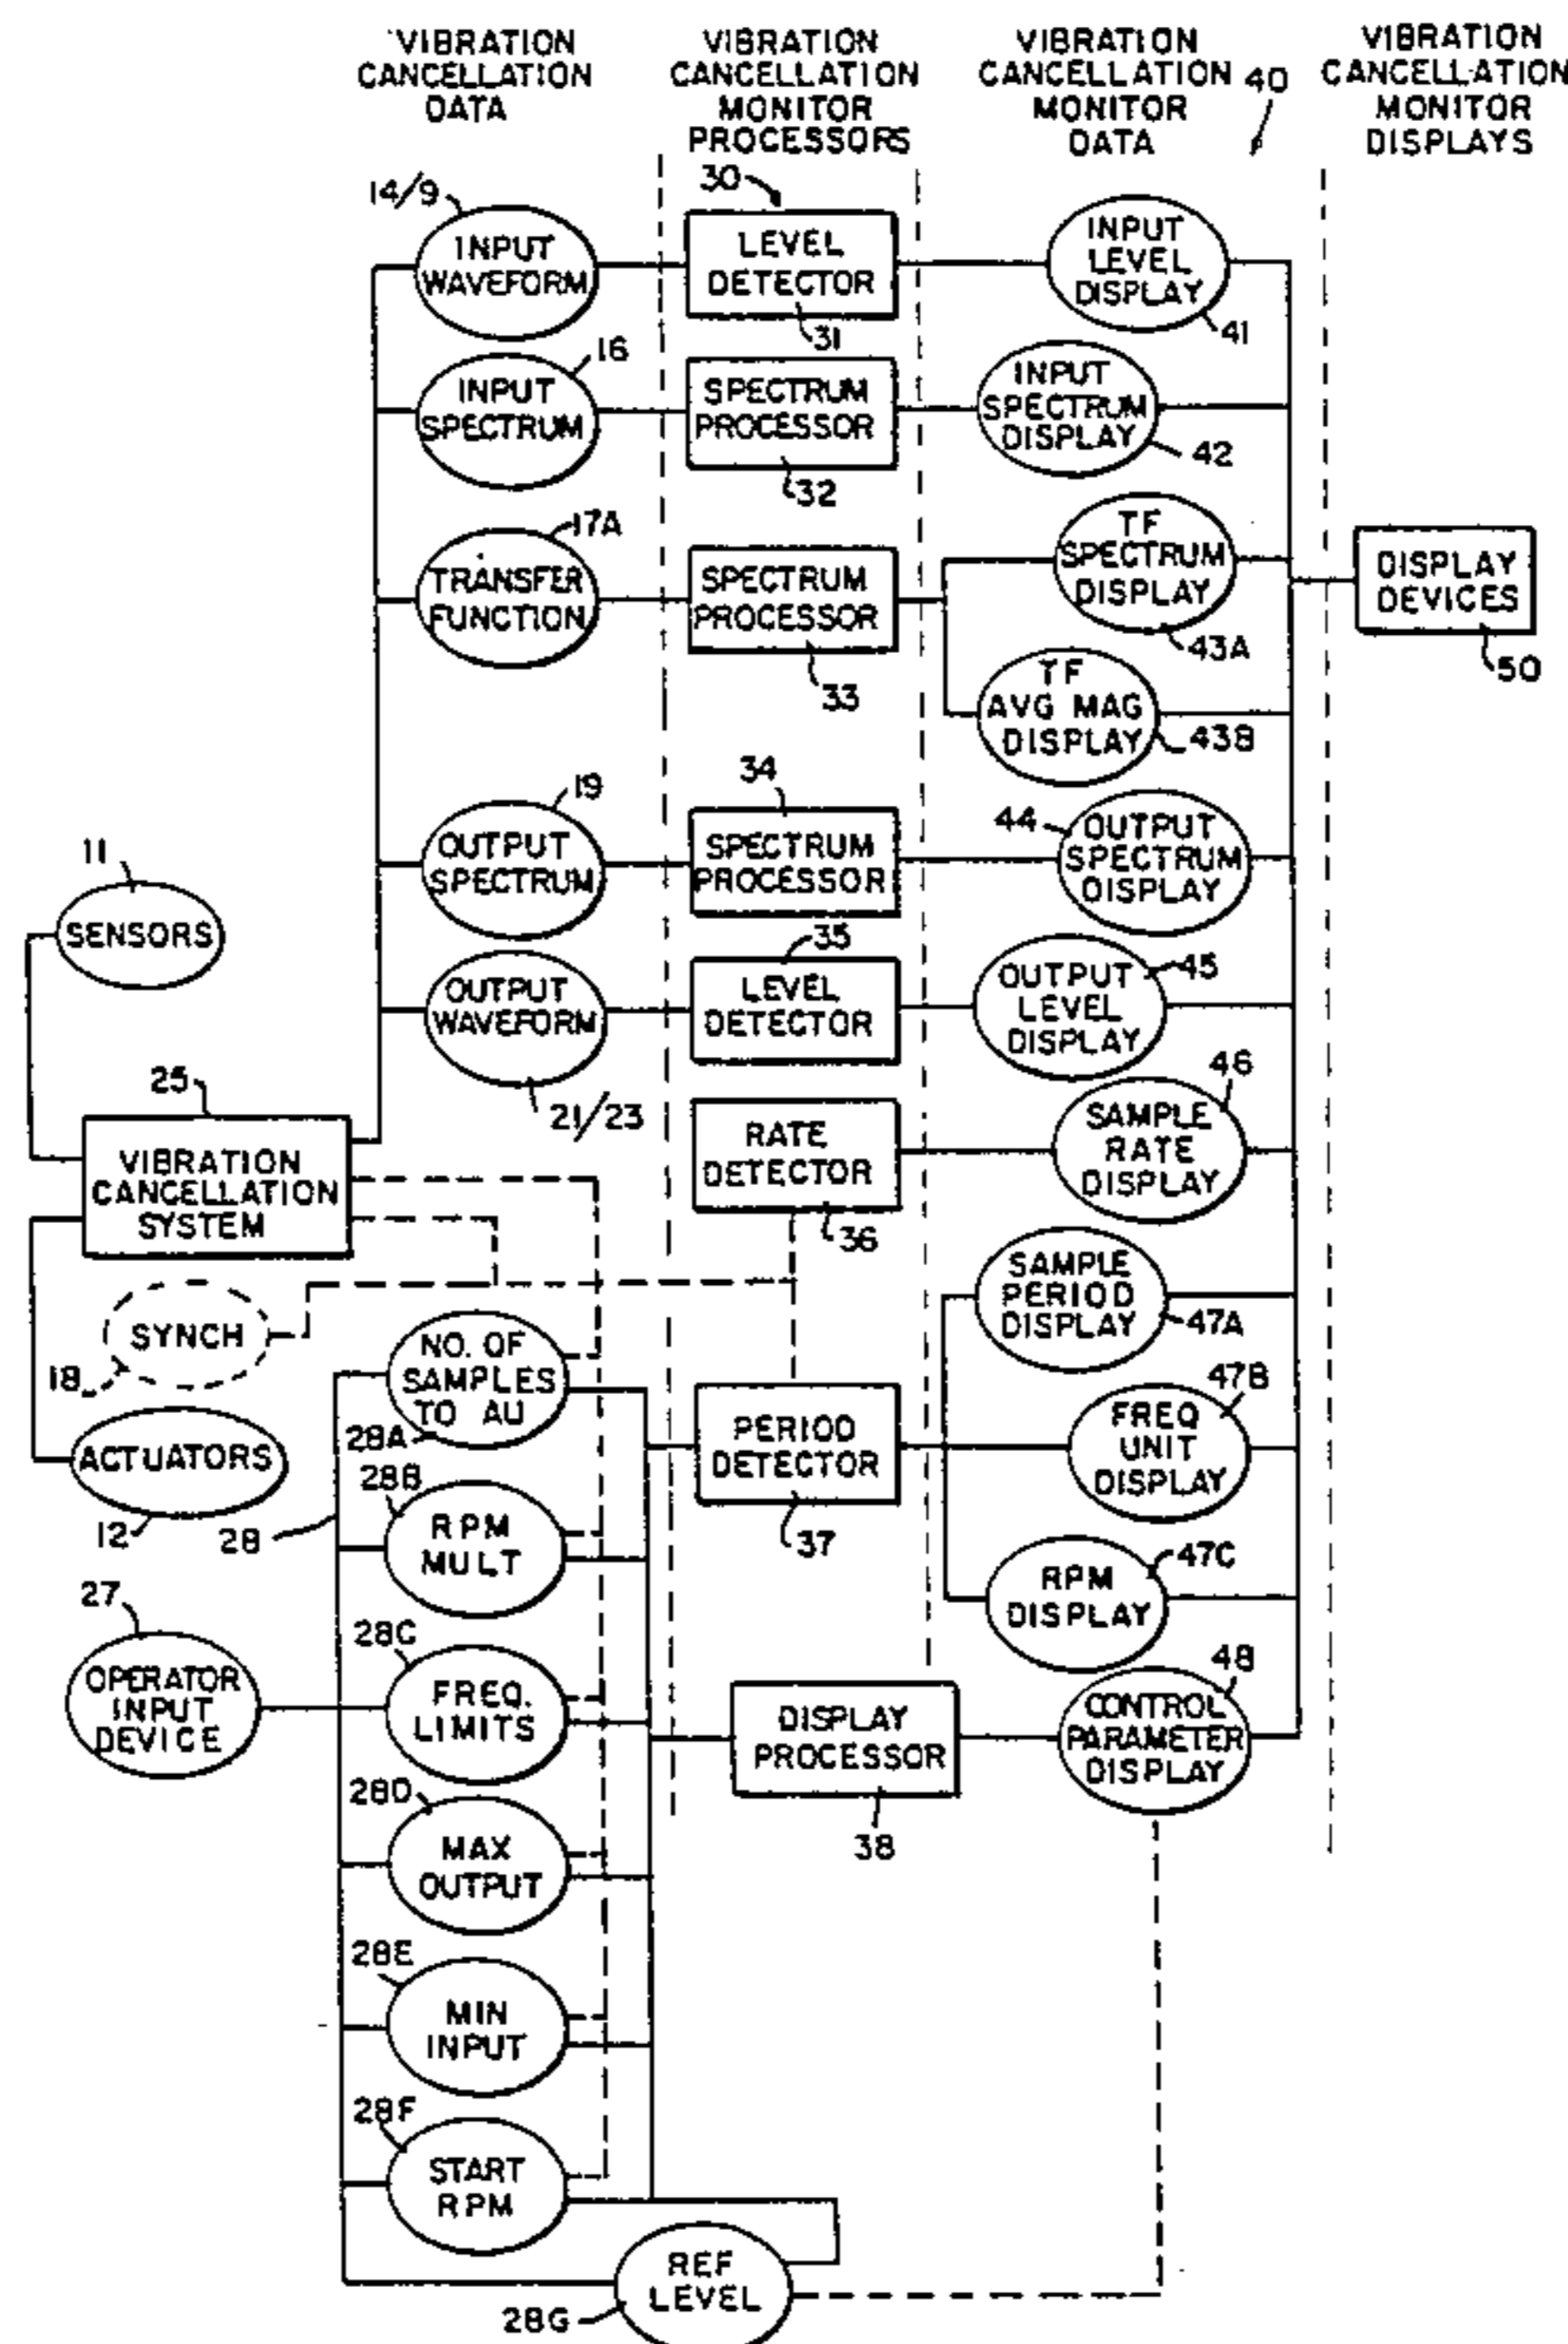 VIBRATION
CANCELLATION
DATA
VIBRATION
CANCELLATION
MONITOR
PROCESSORS
VIBRATION
CANCELLATION
MONITOR
DATA
40
VIBRATION
CANCELLATION
MONITOR
DISPLAYS
14/9
INPUT
WAVEFORM
30
LEVEL
DETECTOR
31
INPUT
LEVEL
DISPLAY
41
16
INPUT
SPECTRUM
SPECTRUM
PROCESSOR
32
INPUT
SPECTRUM
DISPLAY
42
17A
TRANSFER
FUNCTION
SPECTRUM
PROCESSOR
33
TF
SPECTRUM
DISPLAY
43A
DISPLAY
DEVICES
50
TF
AVG MAG
DISPLAY
43B
19
OUTPUT
SPECTRUM
34
SPECTRUM
PROCESSOR
44
OUTPUT
SPECTRUM
DISPLAY
11
SENSORS
OUTPUT
WAVEFORM
21/23
35
LEVEL
DETECTOR
OUTPUT
LEVEL
DISPLAY
45
25
VIBRATION
CANCELLATION
SYSTEM
RATE
DETECTOR
36
46
SAMPLE
RATE
DISPLAY
SYNCH
18
NO. OF
SAMPLES
TO AU
28A
SAMPLE
PERIOD
DISPLAY
47A
ACTUATORS
12
28
28B
RPM
MULT
PERIOD
DETECTOR
37
47B
FREQ
UNIT
DISPLAY
47C
RPM
DISPLAY
27
OPERATOR
INPUT
DEVICE
28C
FREQ.
LIMITS
DISPLAY
PROCESSOR
38
48
CONTROL
PARAMETER
DISPLAY
28D
MAX
OUTPUT
28E
MIN
INPUT
28F
START
RPM
REF
LEVEL
28G